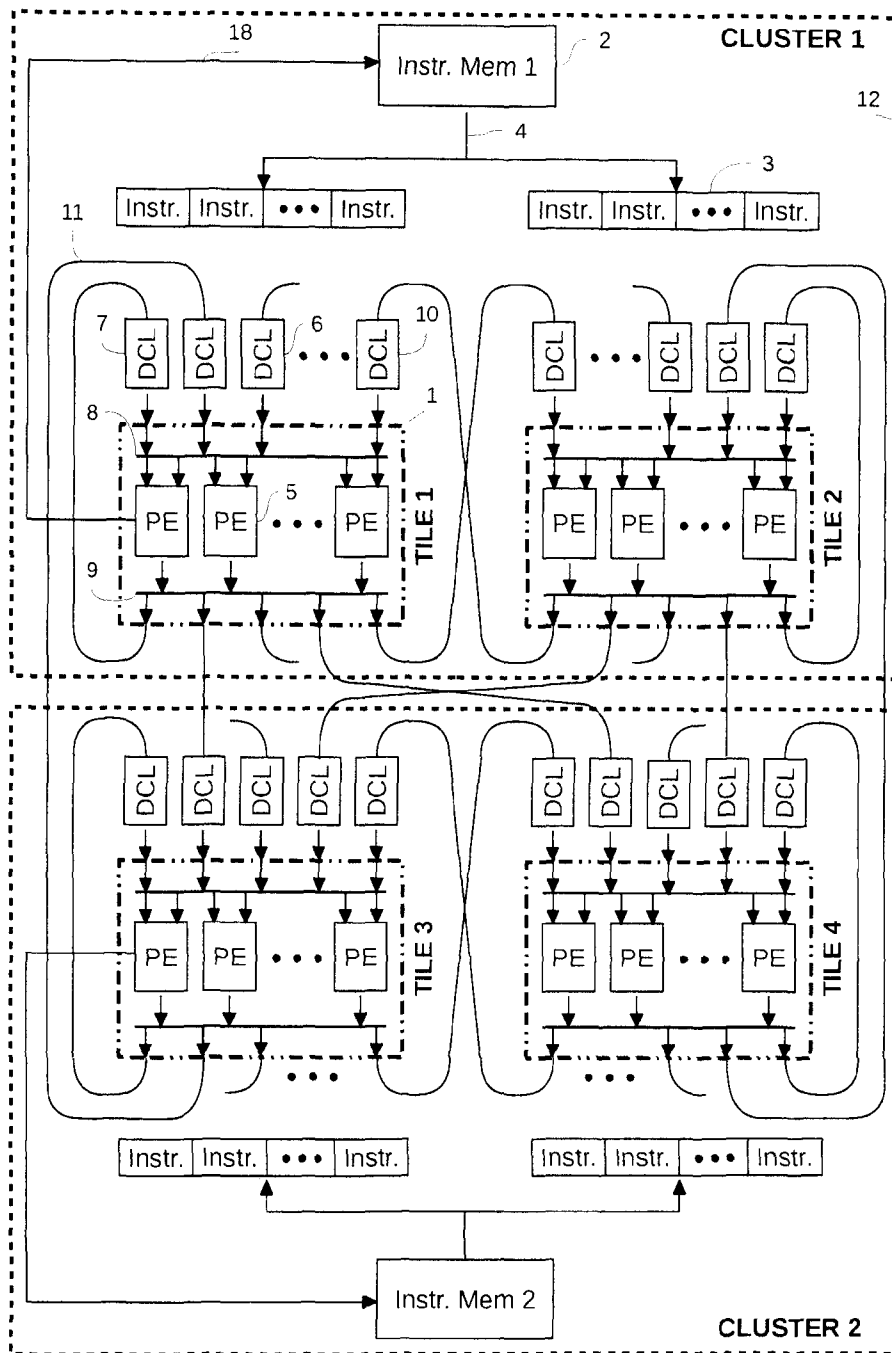 18
2
CLUSTER 1
Instr. Mem 1
12
4
3
Instr. Instr. ••• Instr.
Instr. Instr. ••• Instr.
11
7
DCL DCL DCL ••• DCL
6
10
DCL ••• DCL DCL DCL
1
8
PE PE ••• PE
5
TILE 1
PE PE ••• PE
TILE 2
9
DCL DCL DCL DCL DCL
DCL DCL DCL DCL DCL
PE PE ••• PE
TILE 3
PE PE ••• PE
TILE 4
•••
•••
Instr. Instr. ••• Instr.
Instr. Instr. ••• Instr.
Instr. Mem 2
CLUSTER 2